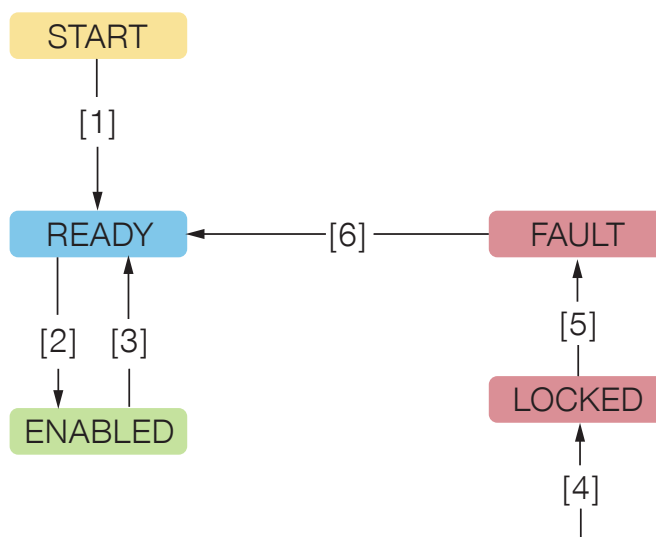 START
[1]
READY
[6]
FAULT
[2]
[3]
[5]
ENABLED
LOCKED
[4]